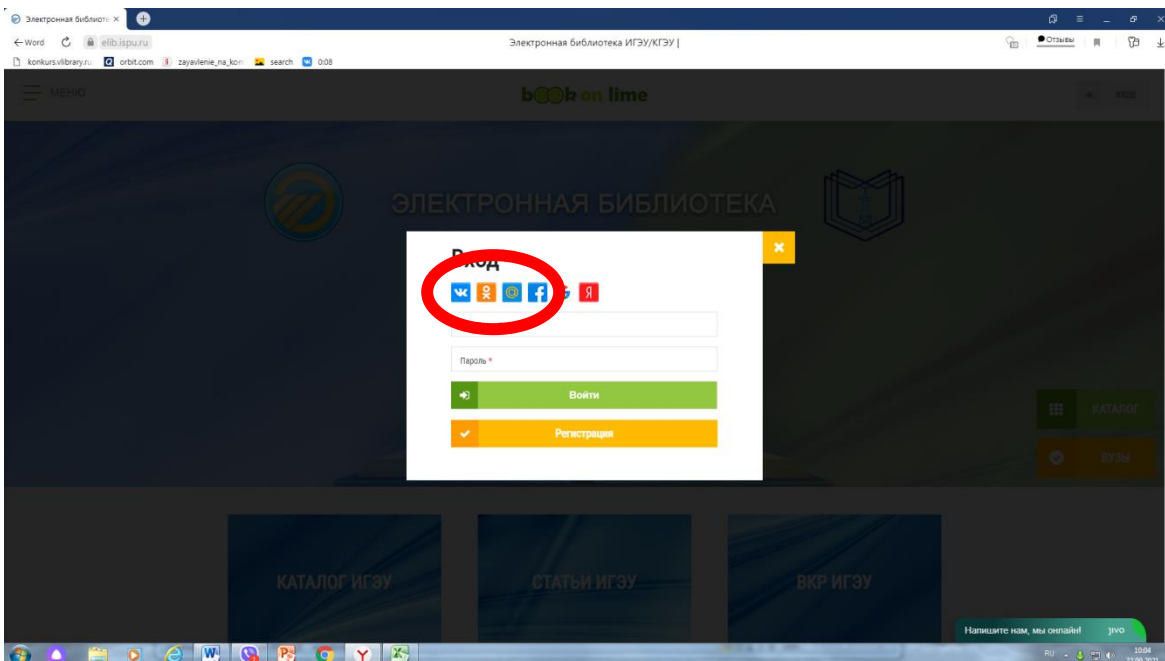 Электронная библиоте
Word
elib.ispu.ru
Электронная библиотека ИГЭУ/КГЭУ |
Отзывы
konkurs.vlibrary.ru
orbit.com
zayavlenie_na_kon
search
0:08
МЕНЮ
book on lime
ВХОД
ЭЛЕКТРОННАЯ БИБЛИОТЕКА
Вход
Пароль *
Войти
Регистрация
КАТАЛОГ
ВУЗЫ
КАТАЛОГ ИГЭУ
СТАТЬИ ИГЭУ
ВКР ИГЭУ
Напишите нам, мы онлайн!
jivo
RU
10:04